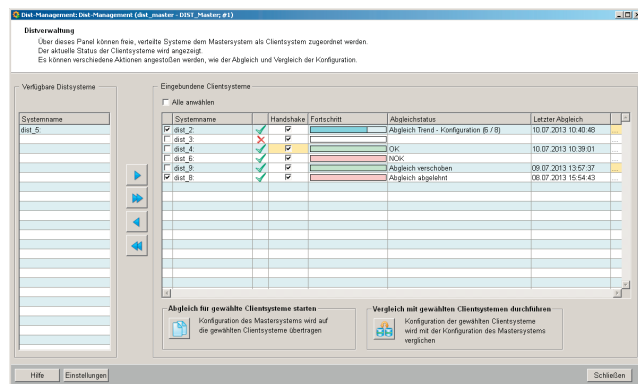 Dist-Management: Dist-Management (dist_master - DIST_Master; #1)
Distverwaltung
Über dieses Panel können freie, verteilte Systeme dem Mastersystem als Clientsystem zugeordnet werden.
Der aktuelle Status der Clientsysteme wird angezeigt.
Es können verschiedene Aktionen angestoßen werden, wie der Abgleich und Vergleich der Konfiguration.
Verfügbare Distsysteme
Systemname
dist_5:
Eingebundene Clientsysteme
Alle anwählen
Systemname Handshake Fortschritt Abgleichstatus Letzter Abgleich
dist_2: Abgleich Trend - Konfiguration (6 / 8) 10.07.2013 10:40:48 ...
dist_3: ...
dist_4: OK 10.07.2013 10:39:01 ...
dist_6: NOK ...
dist_9: Abgleich verschoben 09.07.2013 13:57:37 ...
dist_8: Abgleich abgelehnt 08.07.2013 15:54:43 ...
Abgleich für gewählte Clientsysteme starten
Konfiguration des Mastersystems wird auf
die gewählten Clientsysteme übertragen
Vergleich mit gewählten Clientsystemen durchführen
Konfiguration der gewählten Clientsysteme
wird mit der Konfiguration des Mastersystems
verglichen
Hilfe Einstellungen Schließen